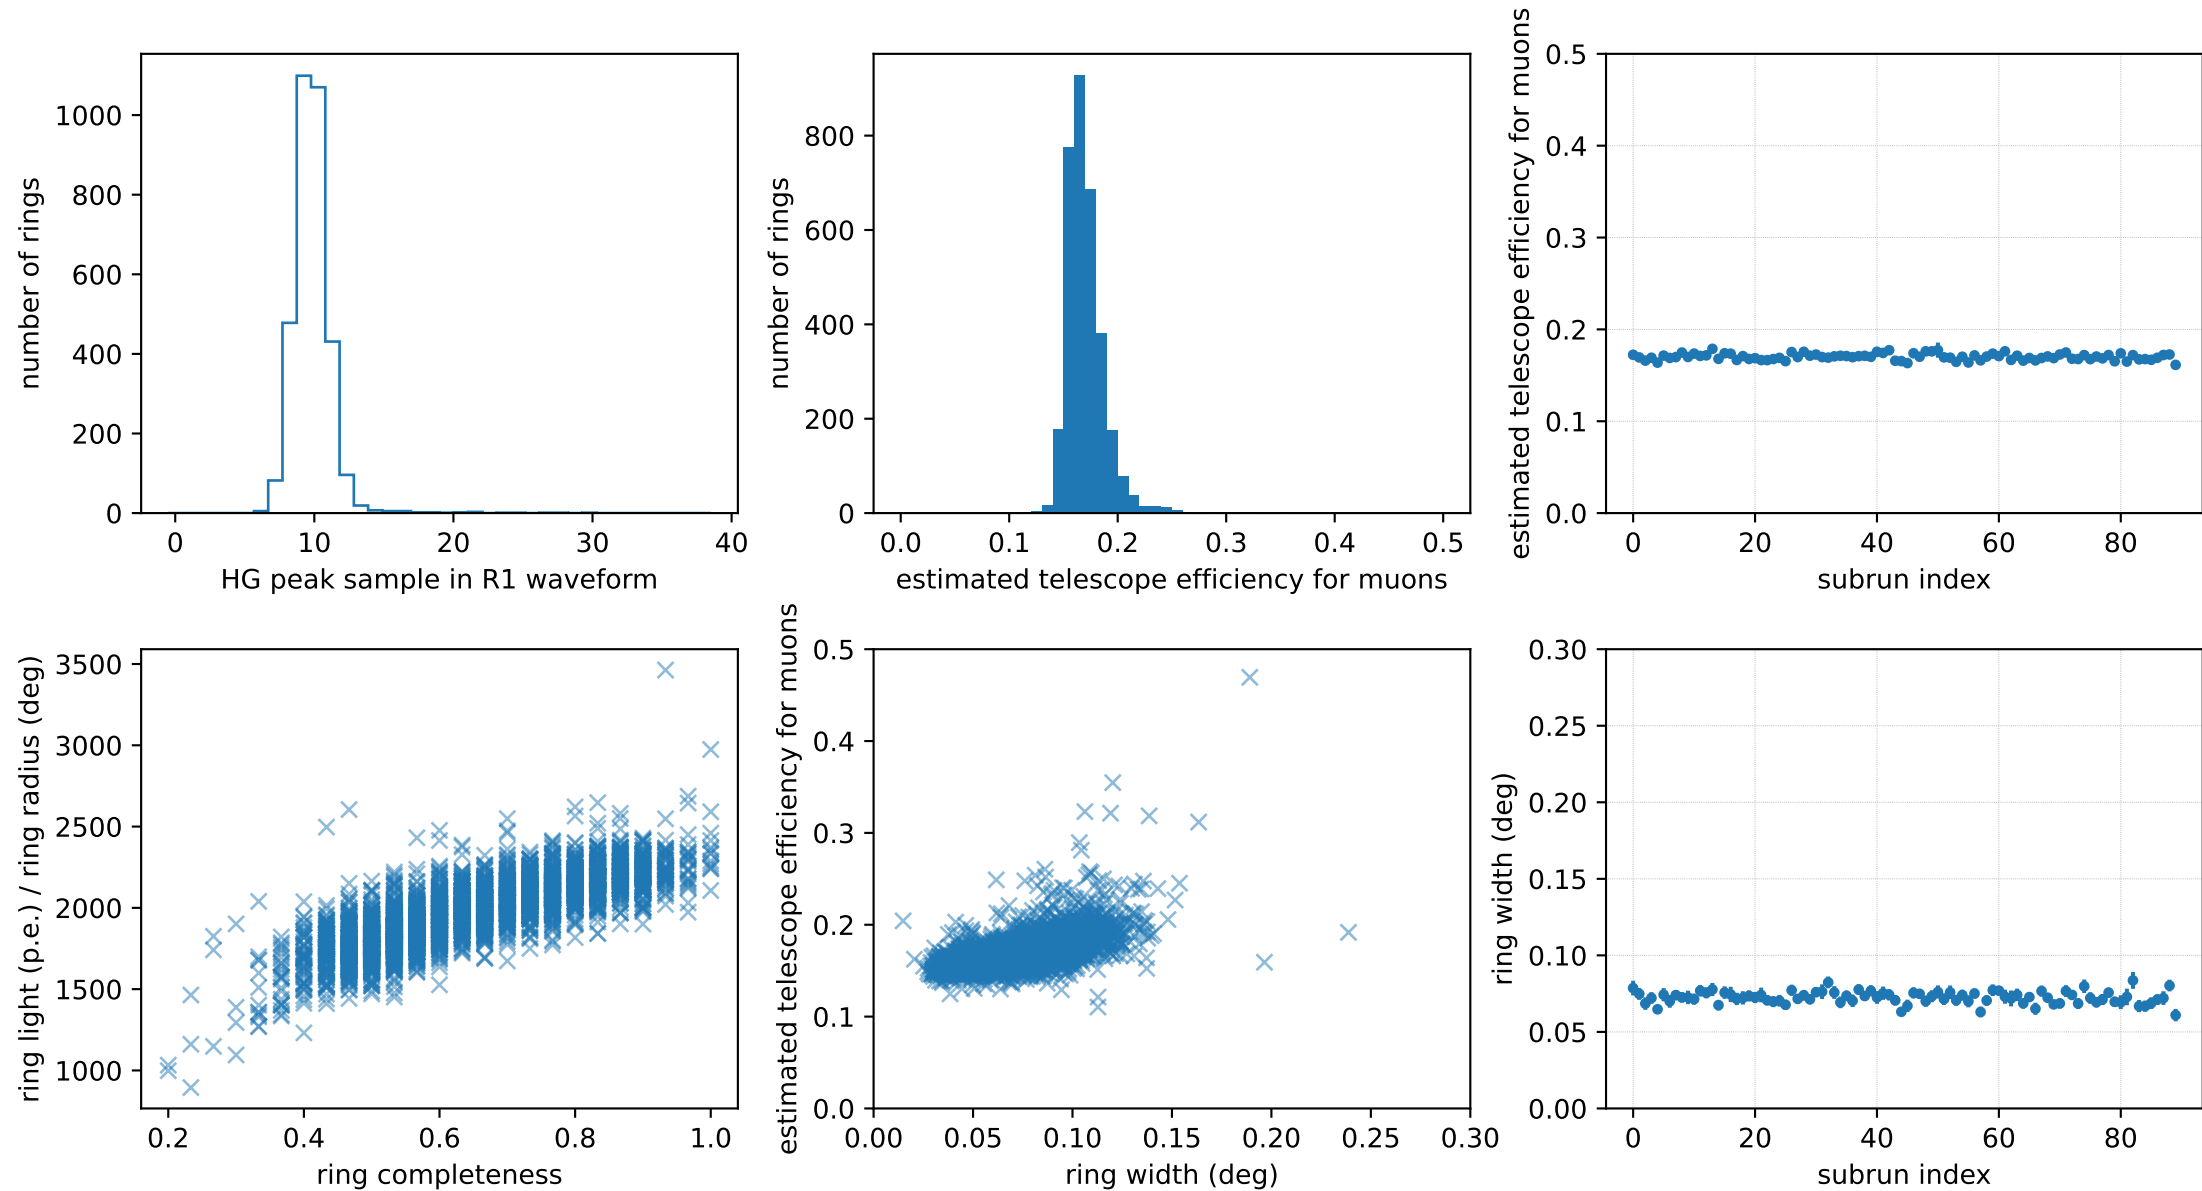 number of rings
1000
800
600
400
200
0
0 10 20 30 40
HG peak sample in R1 waveform
number of rings
800
600
400
200
0
0.0 0.1 0.2 0.3 0.4 0.5
estimated telescope efficiency for muons
estimated telescope efficiency for muons
0.5
0.4
0.3
0.2
0.1
0.0
0 20 40 60 80
subrun index
ring light (p.e.) / ring radius (deg)
3500
3000
2500
2000
1500
1000
0.2 0.4 0.6 0.8 1.0
ring completeness
estimated telescope efficiency for muons
0.5
0.4
0.3
0.2
0.1
0.0
0.00 0.05 0.10 0.15 0.20 0.25 0.30
ring width (deg)
ring width (deg)
0.30
0.25
0.20
0.15
0.10
0.05
0.00
0 20 40 60 80
subrun index